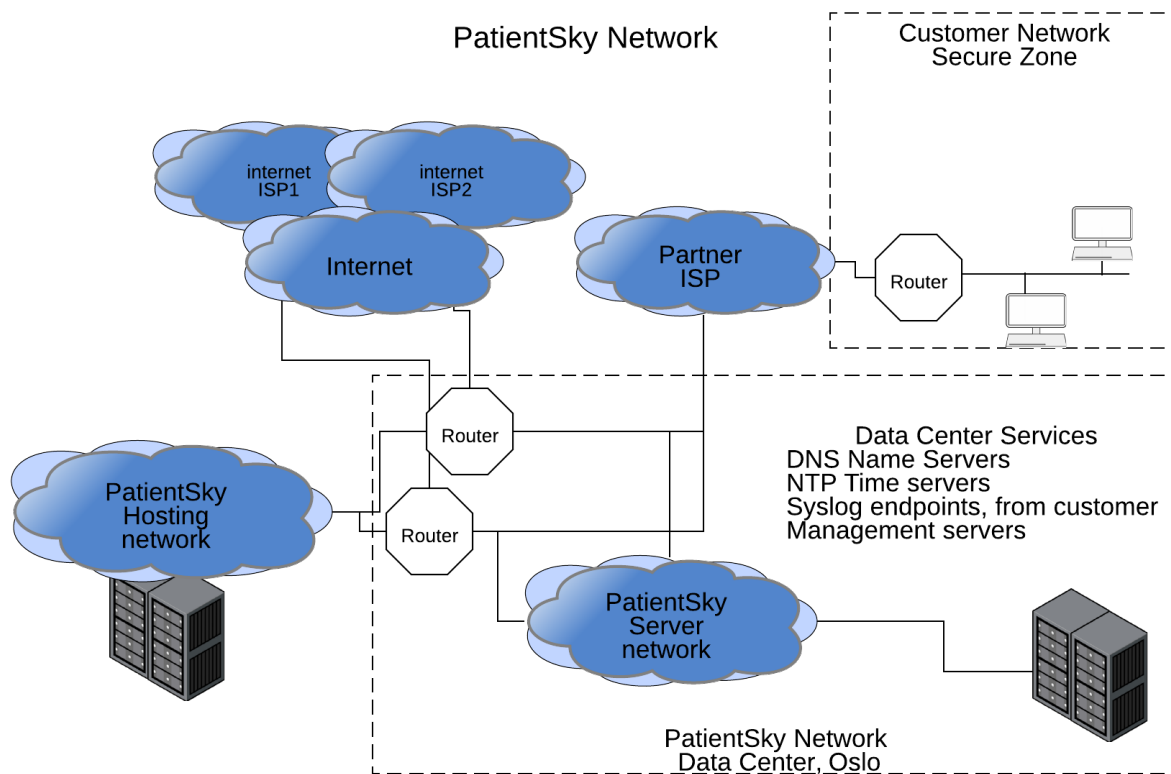 PatientSky Network
Customer Network
Secure Zone
internet
ISP1
internet
ISP2
Internet
Partner
ISP
Router
Router
Router
PatientSky
Hosting
network
Data Center Services
DNS Name Servers
NTP Time servers
Syslog endpoints, from customer
Management servers
PatientSky
Server
network
PatientSky Network
Data Center, Oslo